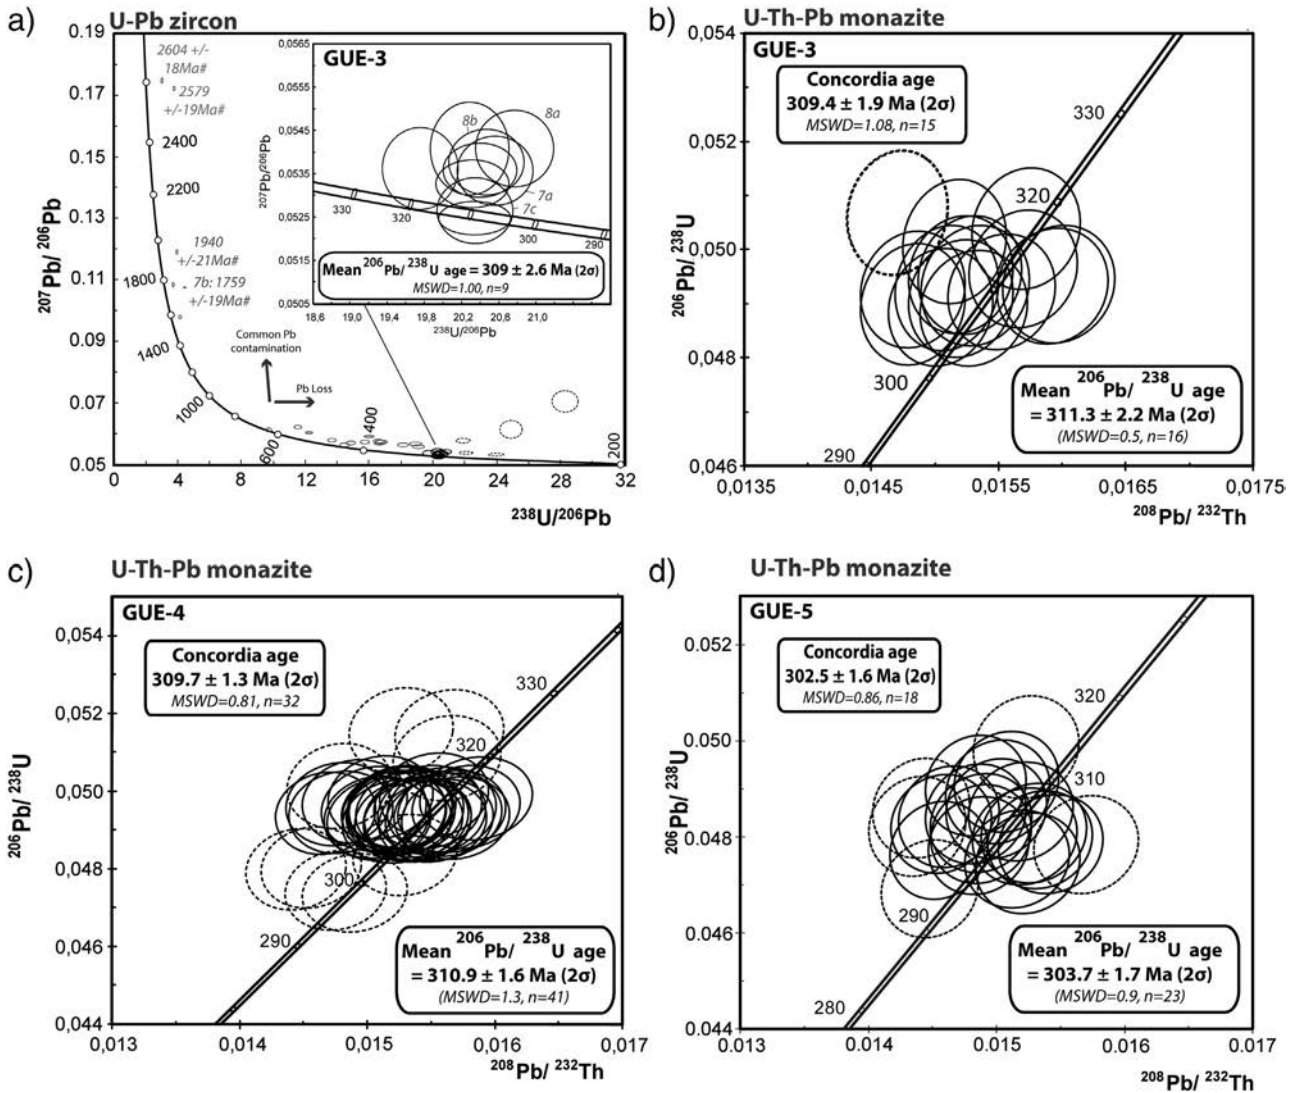 a)
U-Pb zircon
0.19
0.17
0.15
0.13
0.11
0.09
0.07
0.05
207Pb/ 206Pb
2604 +/-
18Ma#
2579
+/-19Ma#
2400
2200
1940
+/-21Ma#
1800
7b: 1759
+/-19Ma#
1400
1000
600
400
200
Common Pb
contamination
Pb Loss
0 4 8 12 16 20 24 28 32
238U/206Pb
GUE-3
0,0565
0,0555
0,0545
0,0535
0,0525
0,0515
0,0505
207Pb/206Pb
8b
8a
7a
7c
330
320
300
290
Mean 206Pb/ 238U age = 309 ± 2.6 Ma (2σ)
MSWD=1.00, n=9
18,6 19,0 19,4 19,8 20,2 20,6 21,0
238U/206Pb
b)
U-Th-Pb monazite
GUE-3
0,054
0,052
0,050
0,048
0,046
206Pb/ 238U
Concordia age
309.4 ± 1.9 Ma (2σ)
MSWD=1.08, n=15
330
320
300
290
Mean 206Pb/ 238U age
= 311.3 ± 2.2 Ma (2σ)
(MSWD=0.5, n=16)
0,0135 0,0145 0,0155 0,0165 0,0175
208Pb/ 232Th
c)
U-Th-Pb monazite
GUE-4
0,054
0,052
0,050
0,048
0,046
0,044
206Pb/ 238U
Concordia age
309.7 ± 1.3 Ma (2σ)
MSWD=0.81, n=32
330
320
300
290
Mean 206Pb/ 238U age
= 310.9 ± 1.6 Ma (2σ)
(MSWD=1.3, n=41)
0.013 0,014 0,015 0,016 0,017
208Pb/ 232Th
d)
U-Th-Pb monazite
GUE-5
0.052
0.050
0.048
0.046
0.044
206Pb/ 238U
Concordia age
302.5 ± 1.6 Ma (2σ)
MSWD=0.86, n=18
320
310
290
280
Mean 206Pb/ 238U age
= 303.7 ± 1.7 Ma (2σ)
(MSWD=0.9, n=23)
0.013 0.014 0.015 0.016 0.017
208Pb/ 232Th